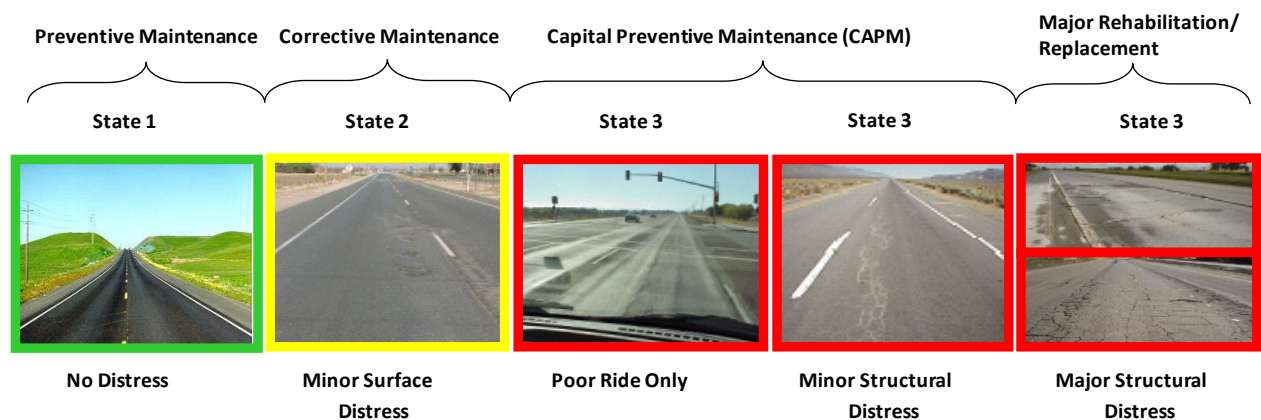 Preventive Maintenance
Corrective Maintenance
Capital Preventive Maintenance (CAPM)
Major Rehabilitation/
Replacement
State 1
State 2
State 3
State 3
State 3
No Distress
Minor Surface
Distress
Poor Ride Only
Minor Structural
Distress
Major Structural
Distress